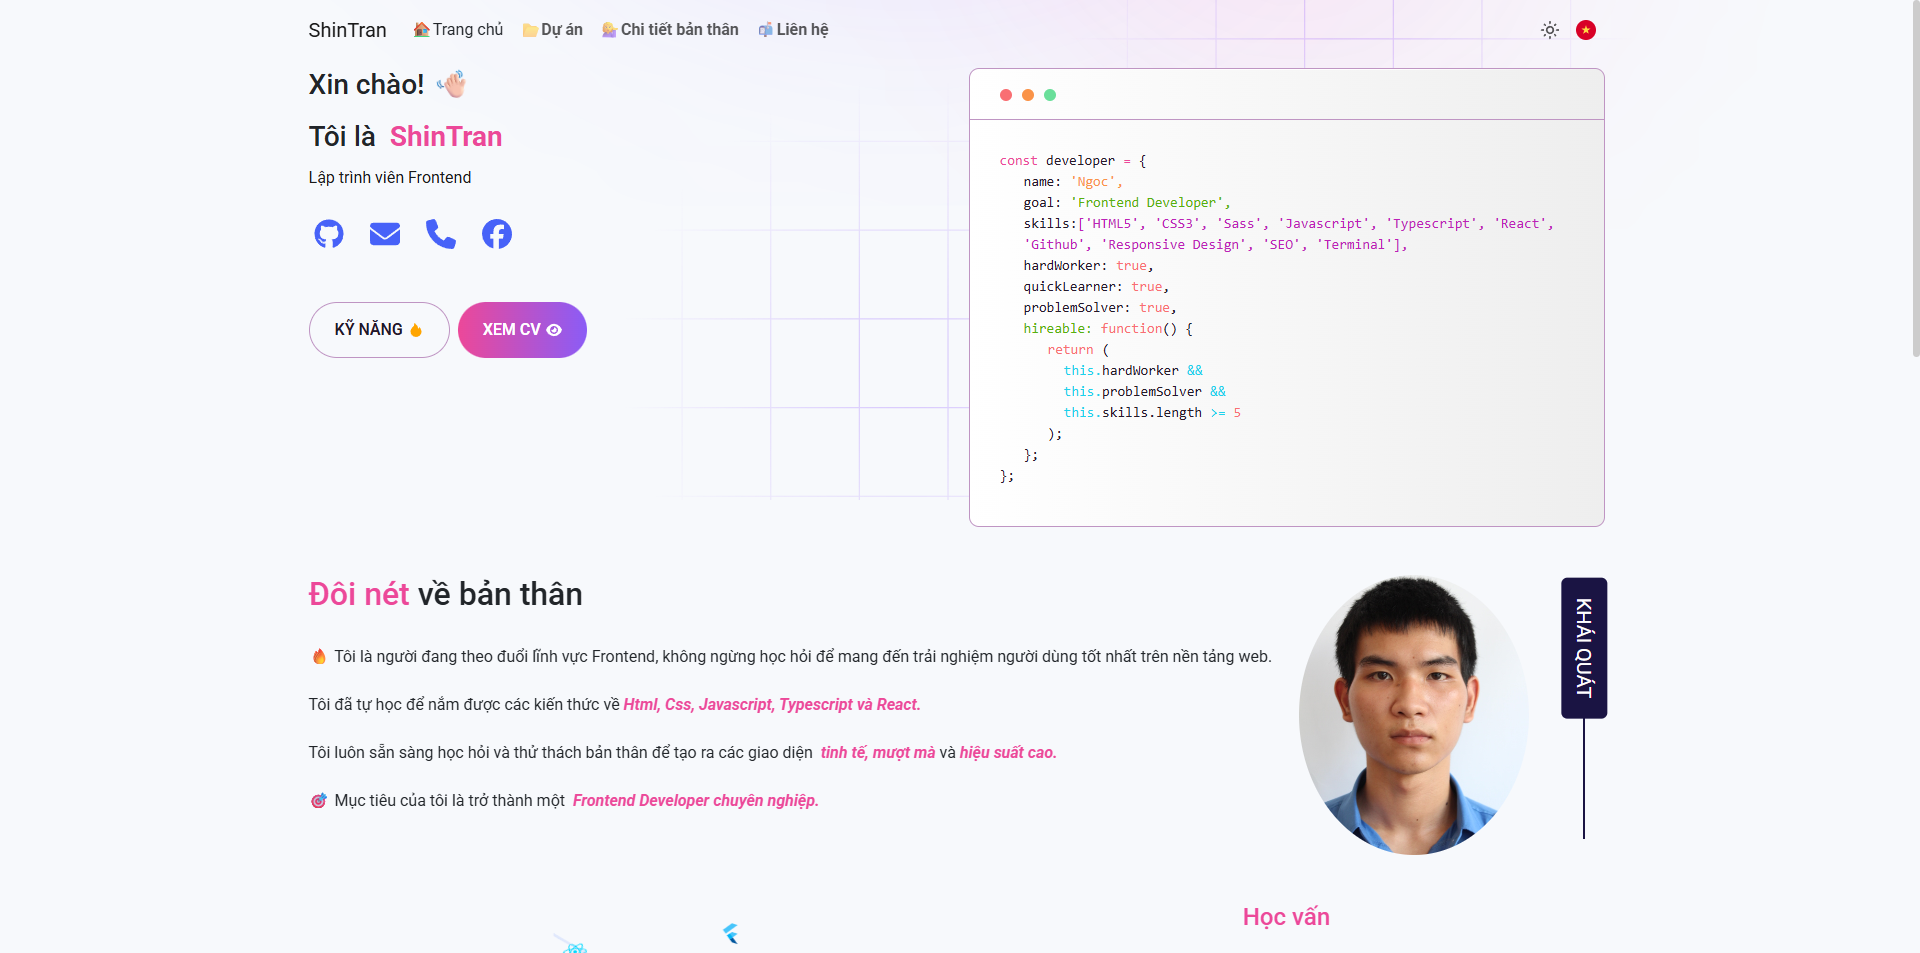 ShinTran
Trang chủ
Dự án
Chi tiết bản thân
Liên hệ
Xin chào!
Tôi là ShinTran
Lập trình viên Frontend
KỸ NĂNG
XEM CV
const developer = {
name: 'Ngoc',
goal: 'Frontend Developer',
skills:['HTML5', 'CSS3', 'Sass', 'Javascript', 'Typescript', 'React',
'Github', 'Responsive Design', 'SEO', 'Terminal'],
hardWorker: true,
quickLearner: true,
problemSolver: true,
hireable: function() {
return (
this.hardWorker &&
this.problemSolver &&
this.skills.length >= 5
);
};
};
Đôi nét về bản thân
Tôi là người đang theo đuổi lĩnh vực Frontend, không ngừng học hỏi để mang đến trải nghiệm người dùng tốt nhất trên nền tảng web.
Tôi đã tự học để nắm được các kiến thức về Html, Css, Javascript, Typescript và React.
Tôi luôn sẵn sàng học hỏi và thử thách bản thân để tạo ra các giao diện tinh tế, mượt mà và hiệu suất cao.
Mục tiêu của tôi là trở thành một Frontend Developer chuyên nghiệp.
KHÁI QUÁT
Học vấn